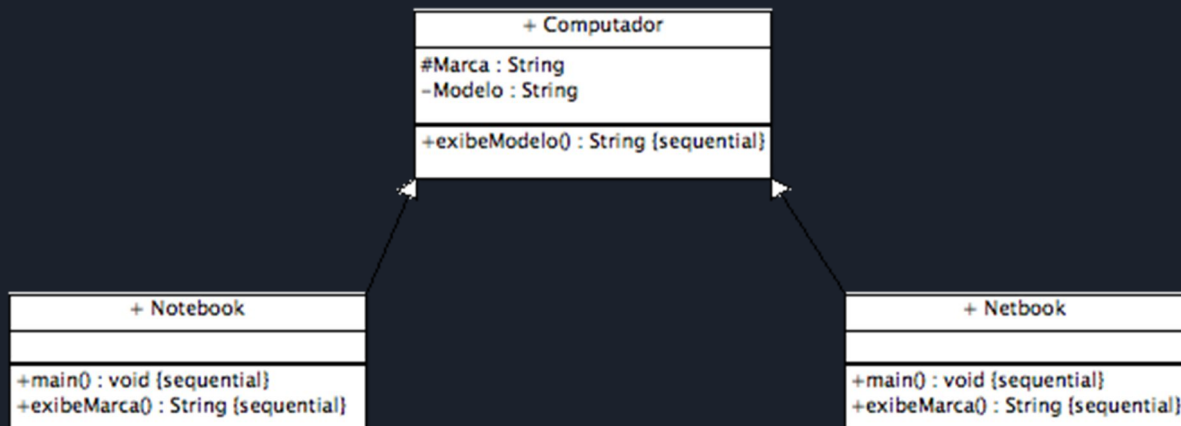 + Computador
#Marca : String
-Modelo : String
+exibeModelo() : String {sequential}
+ Notebook
+main() : void {sequential}
+exibeMarca() : String {sequential}
+ Netbook
+main() : void {sequential}
+exibeMarca() : String {sequential}